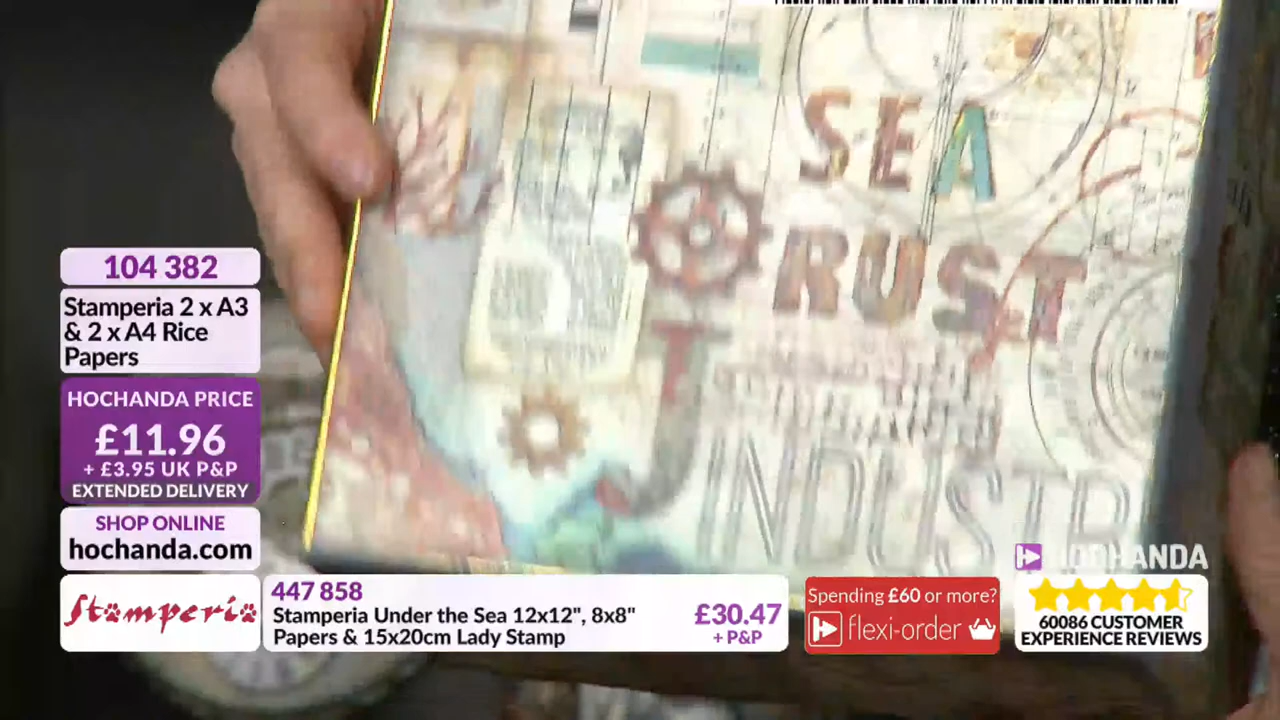 SEA
RUST
INDUST
104 382
Stamperia 2 x A3
& 2 x A4 Rice
Papers
HOCHANDA PRICE
£11.96
+ £3.95 UK P&P
EXTENDED DELIVERY
SHOP ONLINE
hochanda.com
HOCHANDA
Stamperia
447 858
Stamperia Under the Sea 12x12", 8x8"
Papers & 15x20cm Lady Stamp
£30.47
+ P&P
Spending £60 or more?
flexi-order
60086 CUSTOMER
EXPERIENCE REVIEWS